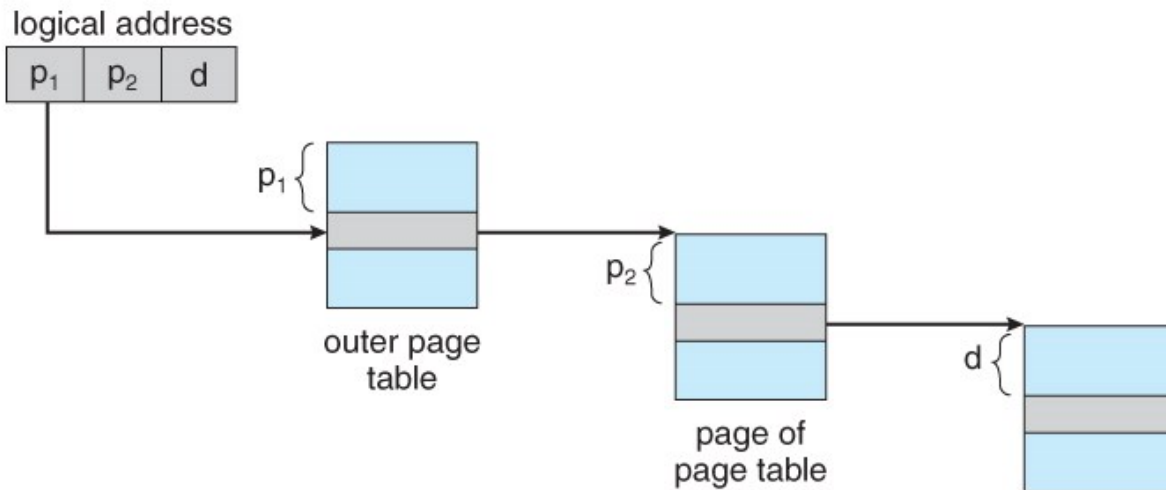 logical address
p₁ p₂ d
p₁
outer page
table
p₂
page of
page table
d